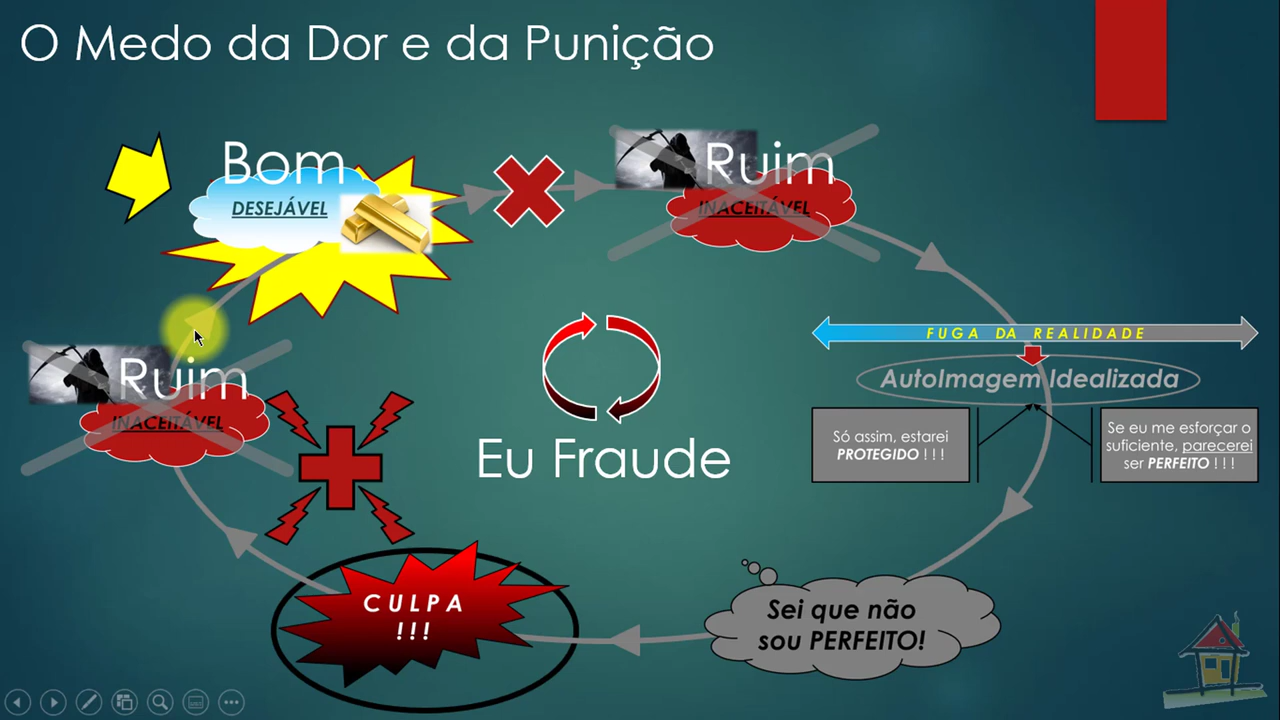 O Medo da Dor e da Punição
Bom
DESEJÁVEL
Ruim
INACEITÁVEL
FUGA DA REALIDADE
AutoImagem Idealizada
Só assim, estarei
PROTEGIDO ! ! !
Se eu me esforçar o
suficiente, parecerei
ser PERFEITO ! ! !
Ruim
INACEITÁVEL
Eu Fraude
CULPA
!!!
Sei que não
sou PERFEITO!